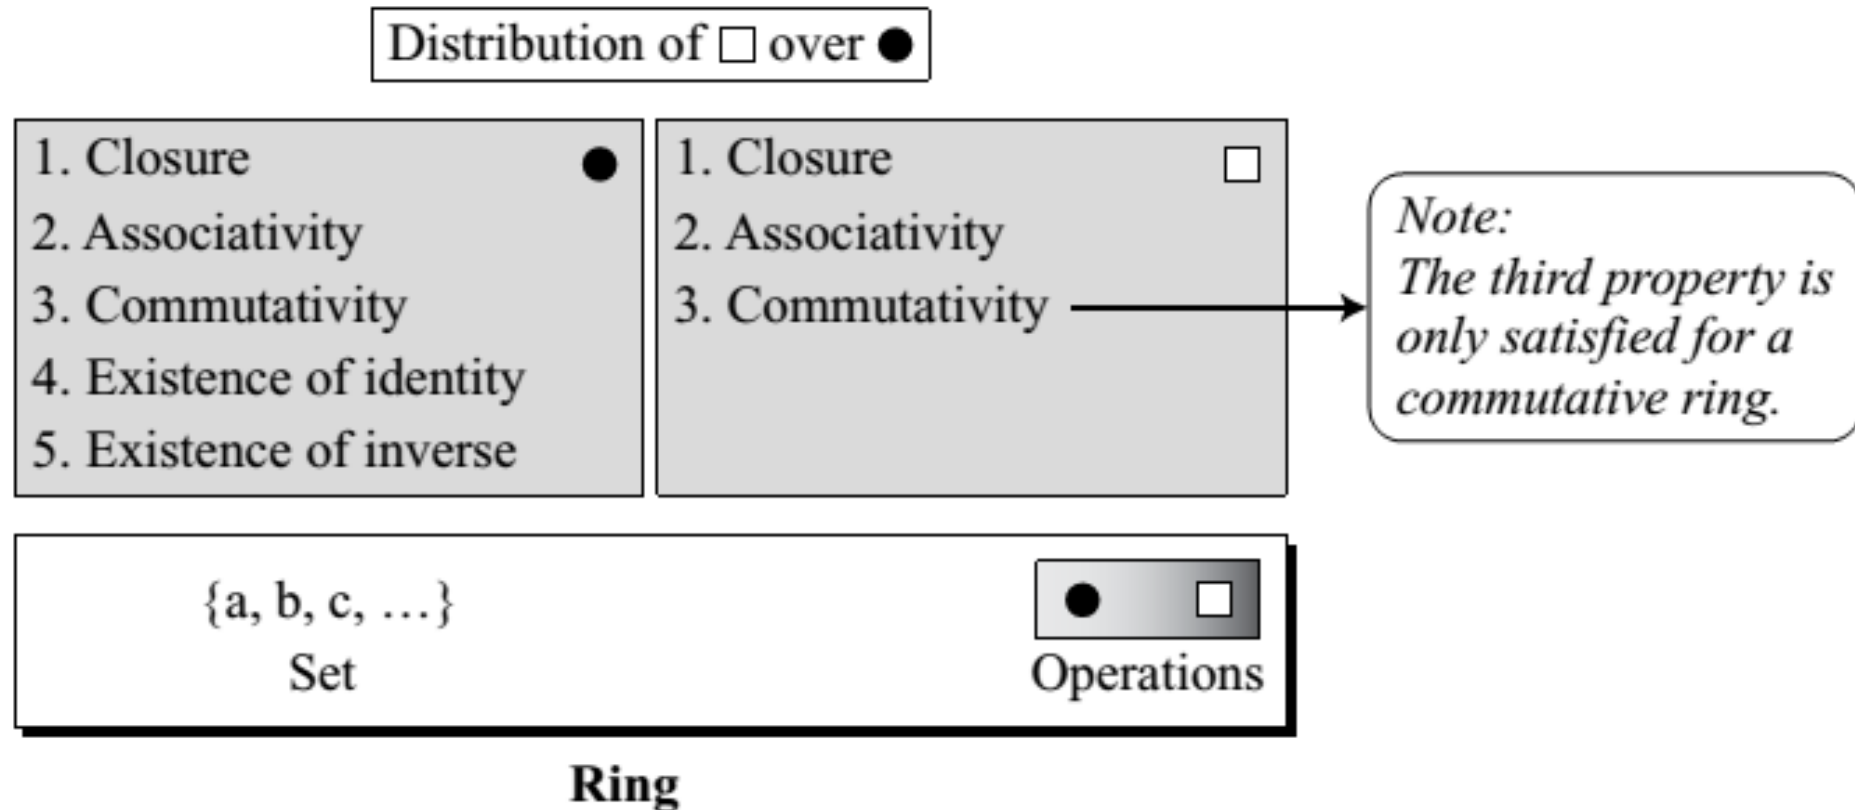 Distribution of □ over ●
1. Closure ●
2. Associativity
3. Commutativity
4. Existence of identity
5. Existence of inverse
1. Closure □
2. Associativity
3. Commutativity
Note:
The third property is
only satisfied for a
commutative ring.
{a, b, c, …}
Set
● □
Operations
Ring